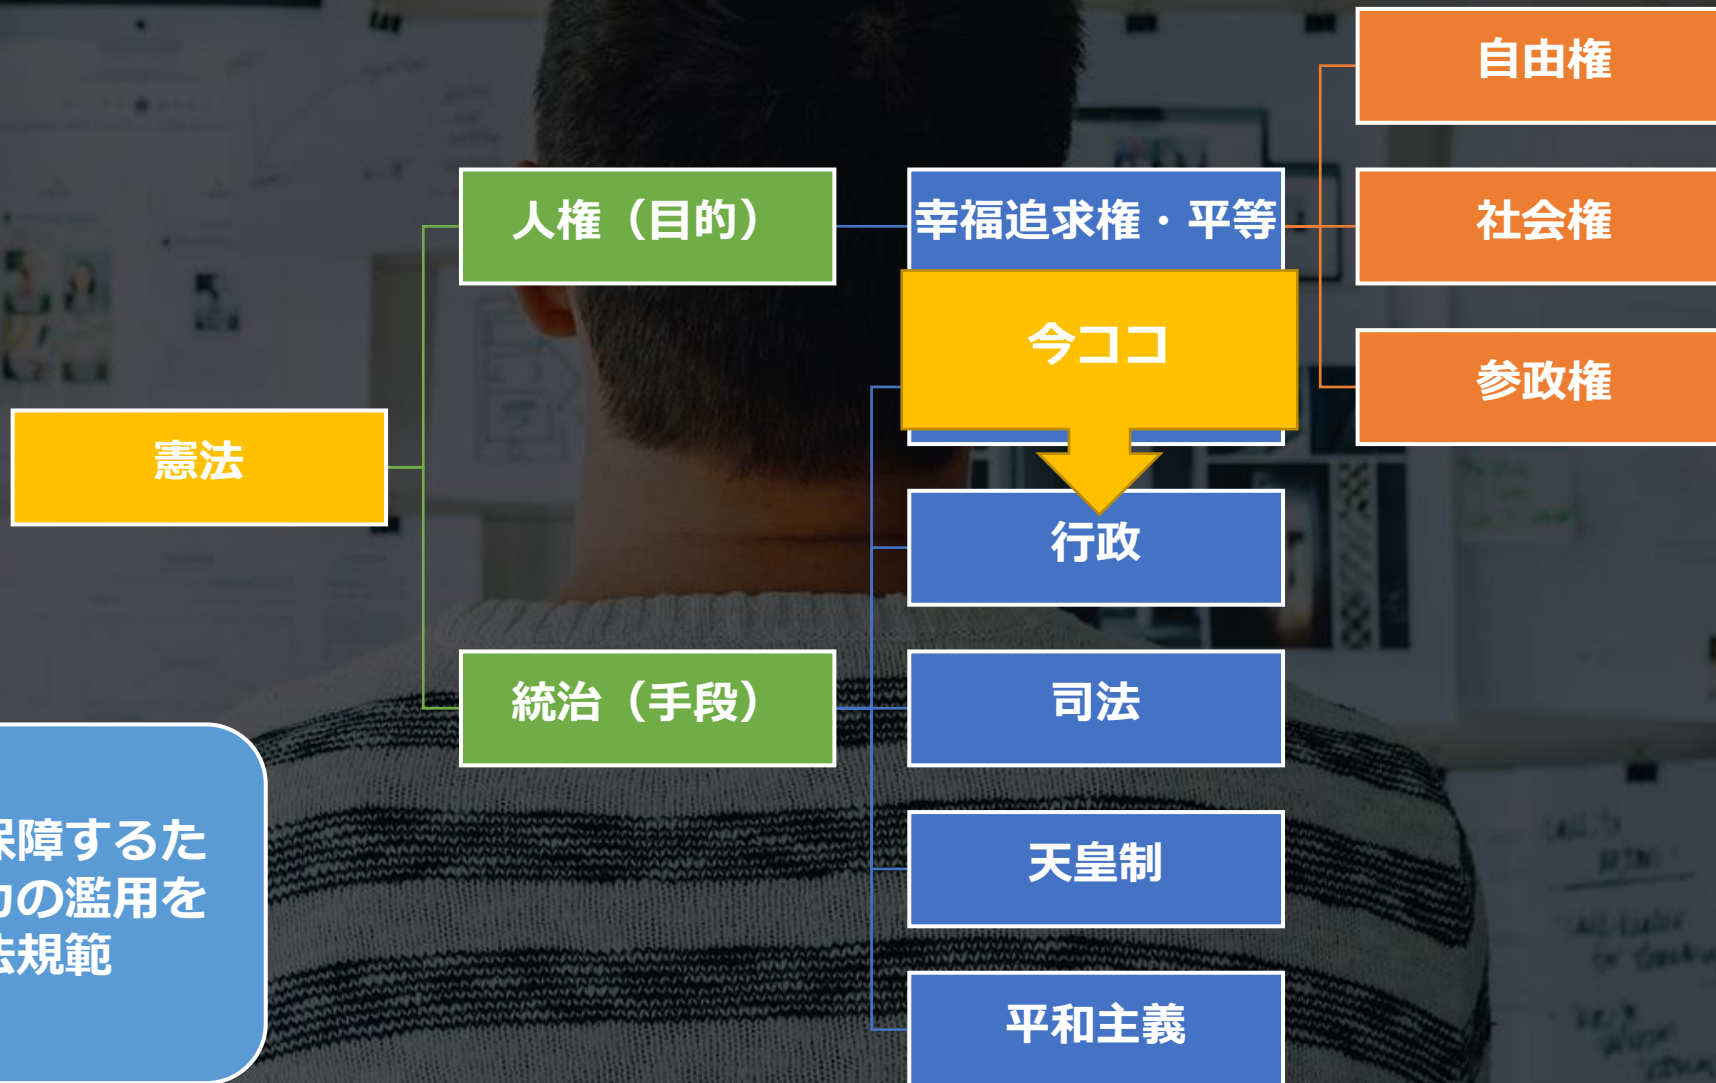 自由権
人権（目的）
幸福追求権・平等
社会権
今ココ
参政権
憲法
行政
統治（手段）
司法
保障するた
の濫用を
法規範
天皇制
平和主義